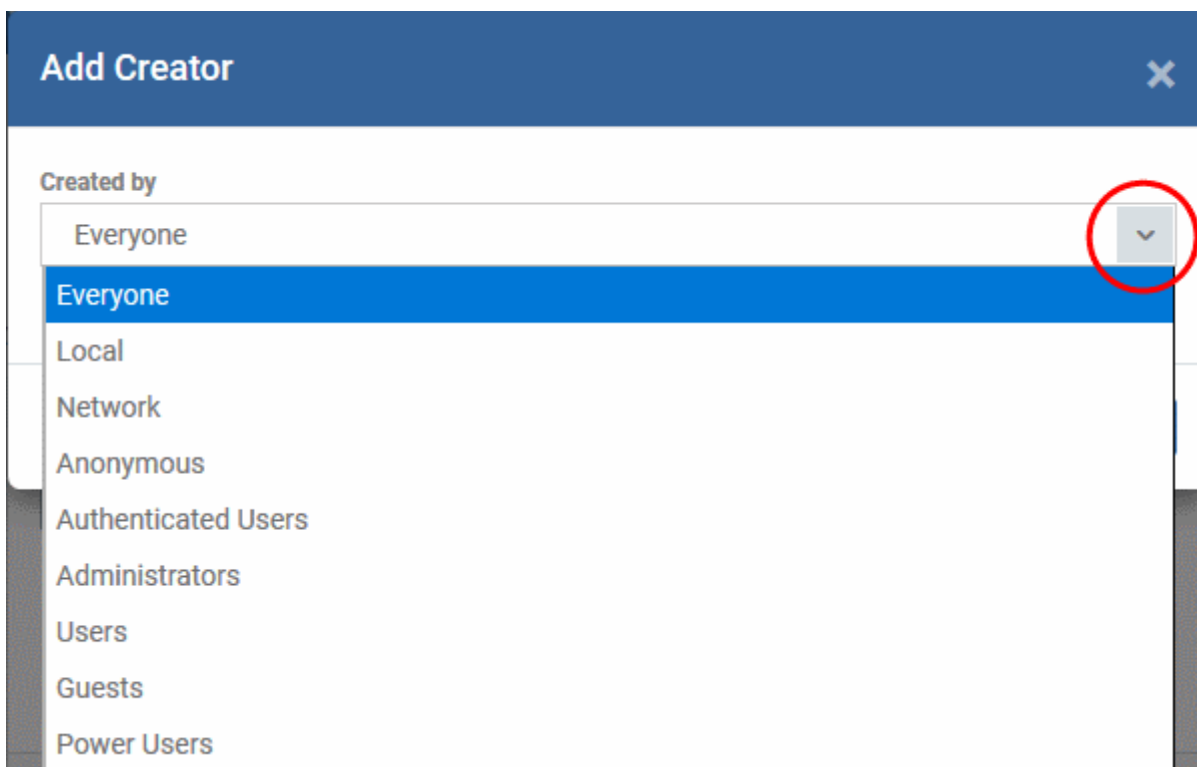 Add Creator
Created by
Everyone
Everyone
Local
Network
Anonymous
Authenticated Users
Administrators
Users
Guests
Power Users